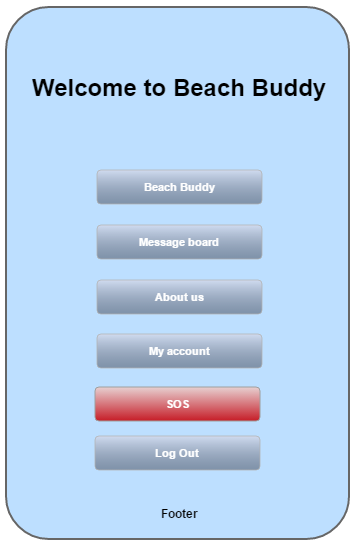 Welcome to Beach Buddy
Beach Buddy
Message board
About us
My account
SOS
Log Out
Footer